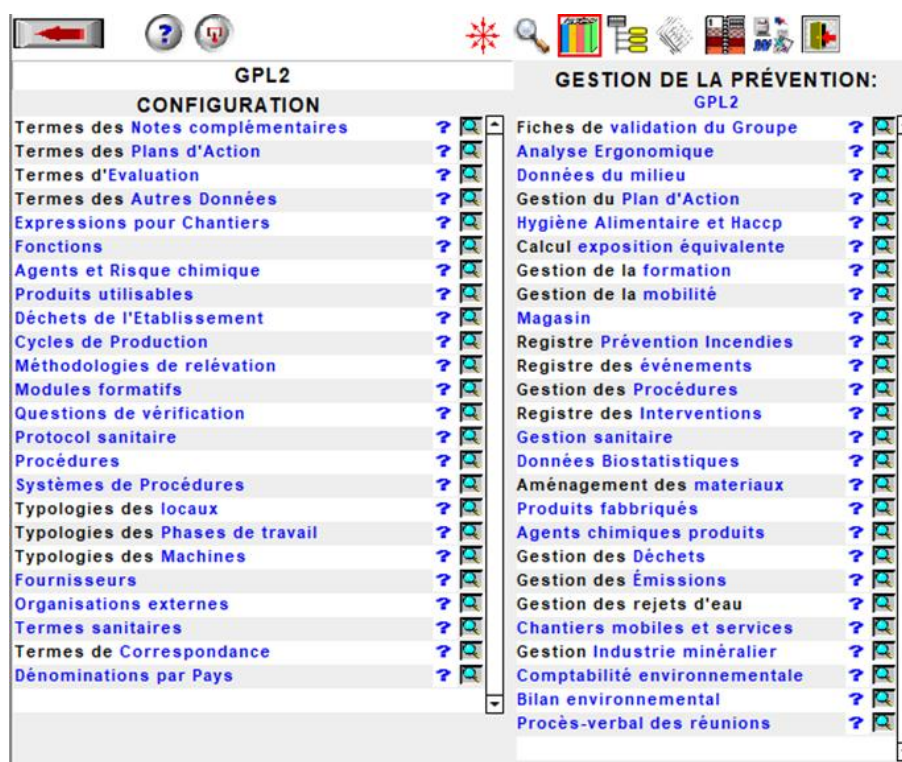 GPL2
CONFIGURATION
Termes des Notes complémentaires ?
Termes des Plans d'Action ?
Termes d'Evaluation ?
Termes des Autres Données ?
Expressions pour Chantiers ?
Fonctions ?
Agents et Risque chimique ?
Produits utilisables ?
Déchets de l'Etablissement ?
Cycles de Production ?
Méthodologies de relévation ?
Modules formatifs ?
Questions de vérification ?
Protocol sanitaire ?
Procédures ?
Systèmes de Procédures ?
Typologies des locaux ?
Typologies des Phases de travail ?
Typologies des Machines ?
Fournisseurs ?
Organisations externes ?
Termes sanitaires ?
Termes de Correspondance ?
Dénominations par Pays ?
GESTION DE LA PRÉVENTION:
GPL2
Fiches de validation du Groupe ?
Analyse Ergonomique ?
Données du milieu ?
Gestion du Plan d'Action ?
Hygiène Alimentaire et Haccp ?
Calcul exposition équivalente ?
Gestion de la formation ?
Gestion de la mobilité ?
Magasin ?
Registre Prévention Incendies ?
Registre des événements ?
Gestion des Procédures ?
Registre des Interventions ?
Gestion sanitaire ?
Données Biostatistiques ?
Aménagement des materiaux ?
Produits fabbriqués ?
Agents chimiques produits ?
Gestion des Déchets ?
Gestion des Émissions ?
Gestion des rejets d'eau ?
Chantiers mobiles et services ?
Gestion Industrie minéralier ?
Comptabilité environnementale ?
Bilan environnemental ?
Procès-verbal des réunions ?